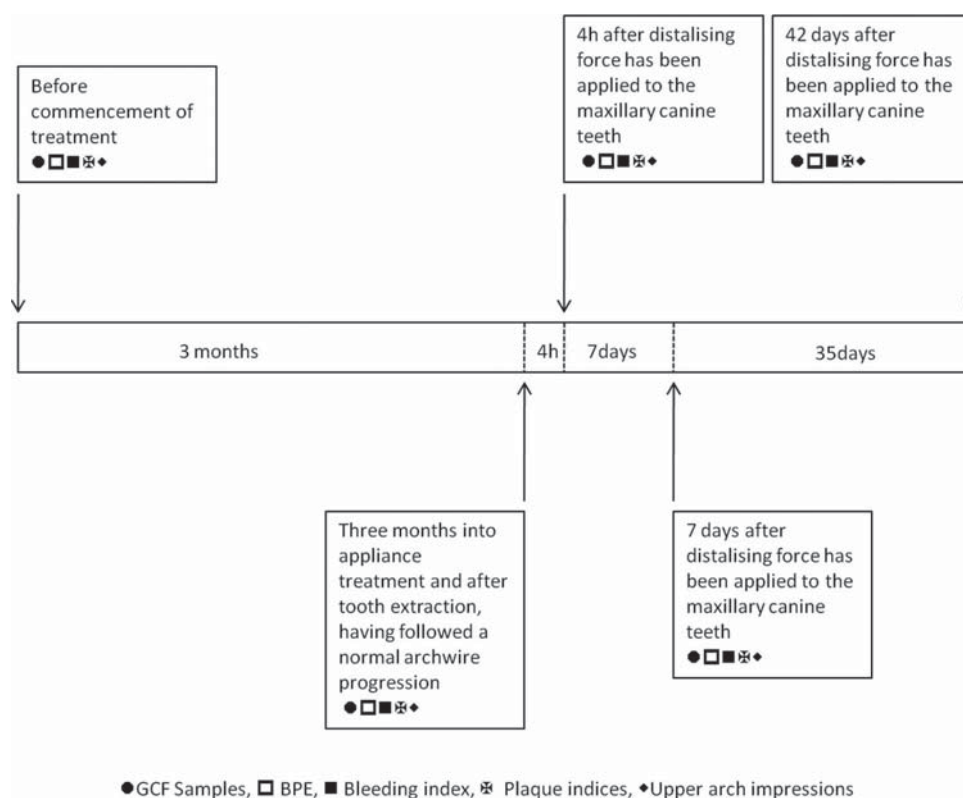 Before
commencement of
treatment
●□■✠◆
4h after distalising
force has been
applied to the
maxillary canine
teeth
●□■✠◆
42 days after
distalising force has
been applied to the
maxillary canine
teeth
●□■✠◆
3 months
4h
7days
35days
Three months into
appliance
treatment and after
tooth extraction,
having followed a
normal archwire
progression
●□■✠◆
7 days after
distalising force has
been applied to the
maxillary canine
teeth
●□■✠◆
●GCF Samples, □ BPE, ■ Bleeding index, ✠ Plaque indices, ◆Upper arch impressions